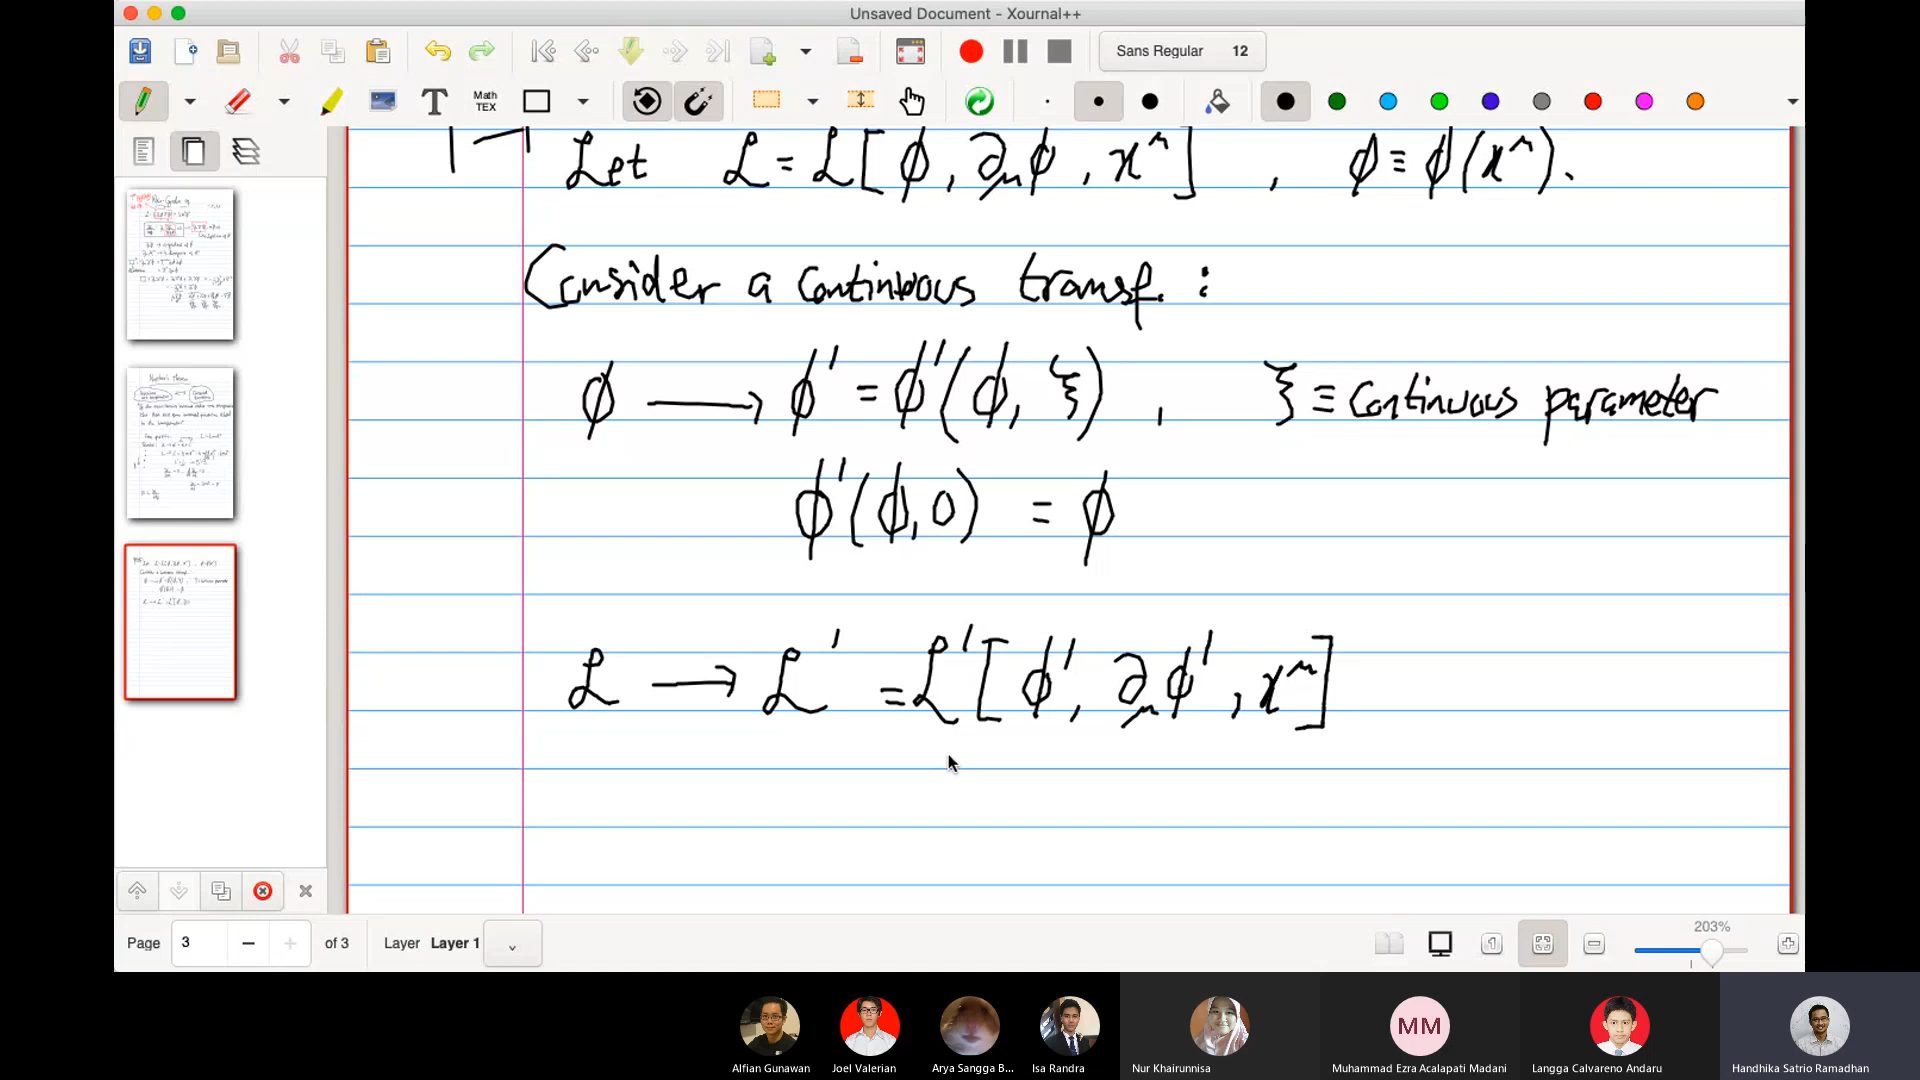 Unsaved Document - Xournal++
Sans Regular 12
Math
TEX
Let ℒ = ℒ[ϕ, ∂μϕ, x^μ] , ϕ ≡ ϕ(x^μ).
Consider a continuous transf. :
ϕ ⟶ ϕ' = ϕ'(ϕ, ξ) , ξ ≡ continuous parameter
ϕ'(ϕ, 0) = ϕ
ℒ ⟶ ℒ' = ℒ'[ϕ', ∂μϕ', x^μ]
Page 3 of 3 Layer Layer 1
203%
MM
Alfian Gunawan Joel Valerian Arya Sangga B... Isa Randra Nur Khairunnisa Muhammad Ezra Acalapati Madani Langga Calvareno Andaru Handhika Satrio Ramadhan